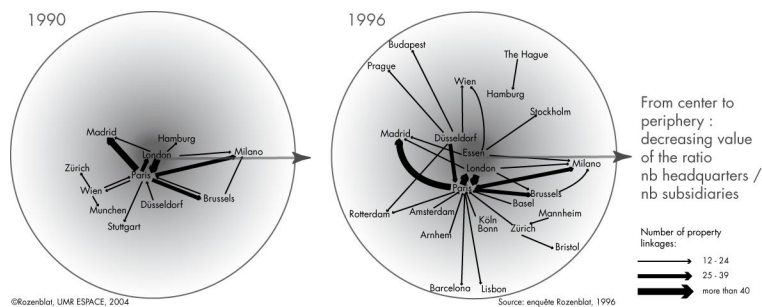 1990
Madrid
Hamburg
London
Milano
Zürich
Paris
Wien
Brussels
Munchen
Düsseldorf
Stuttgart
©Rozenblat, UMR ESPACE, 2004
1996
Budapest
The Hague
Prague
Wien
Hamburg
Stockholm
Madrid
Düsseldorf
Essen
London
Milano
Paris
Brussels
Basel
Rotterdam
Amsterdam
Mannheim
Köln
Bonn
Zürich
Arnhem
Bristol
Barcelona
Lisbon
Source: enquête Rozenblat, 1996
From center to
periphery :
decreasing value
of the ratio
nb headquarters /
nb subsidiaries
Number of property
linkages:
12 - 24
25 - 39
more than 40